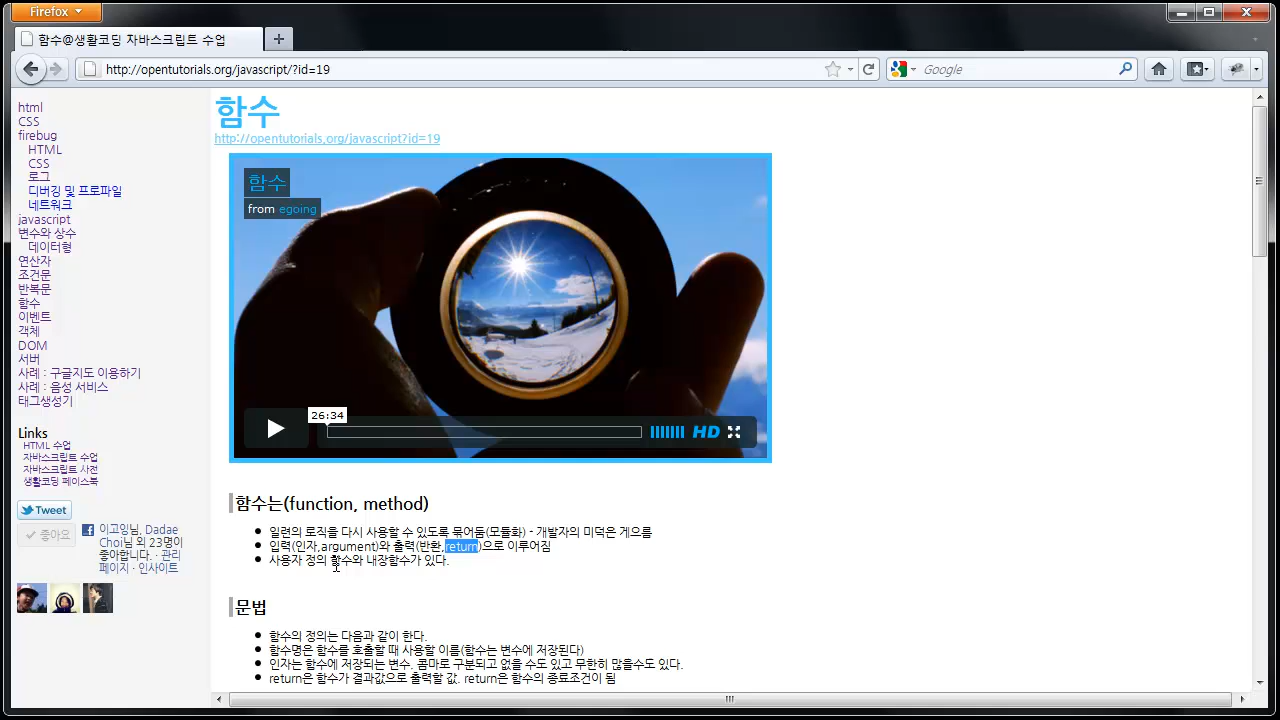 Firefox
함수@생활코딩 자바스크립트 수업
http://opentutorials.org/javascript/?id=19
Google
html
CSS
firebug
HTML
CSS
로그
디버깅 및 프로파일
네트워크
javascript
변수와 상수
데이터형
연산자
조건문
반복문
함수
이벤트
객체
DOM
서버
사례 : 구글지도 이용하기
사례 : 음성 서비스
태그생성기
Links
HTML 수업
자바스크립트 수업
자바스크립트 사전
생활코딩 페이스북
Tweet
좋아요
이고잉님, Dadae
Choi님 외 23명이
좋아합니다. · 관리
페이지 · 인사이트
함수
http://opentutorials.org/javascript?id=19
함수
from egoing
26:34
HD
함수는(function, method)
일련의 로직을 다시 사용할 수 있도록 묶어둠(모듈화) - 개발자의 미덕은 게으름
입력(인자,argument)와 출력(반환,return)으로 이루어짐
사용자 정의 함수와 내장함수가 있다.
문법
함수의 정의는 다음과 같이 한다.
함수명은 함수를 호출할 때 사용할 이름(함수는 변수에 저장된다)
인자는 함수에 저장되는 변수. 콤마로 구분되고 없을 수도 있고 무한히 많을수도 있다.
return은 함수가 결과값으로 출력할 값. return은 함수의 종료조건이 됨